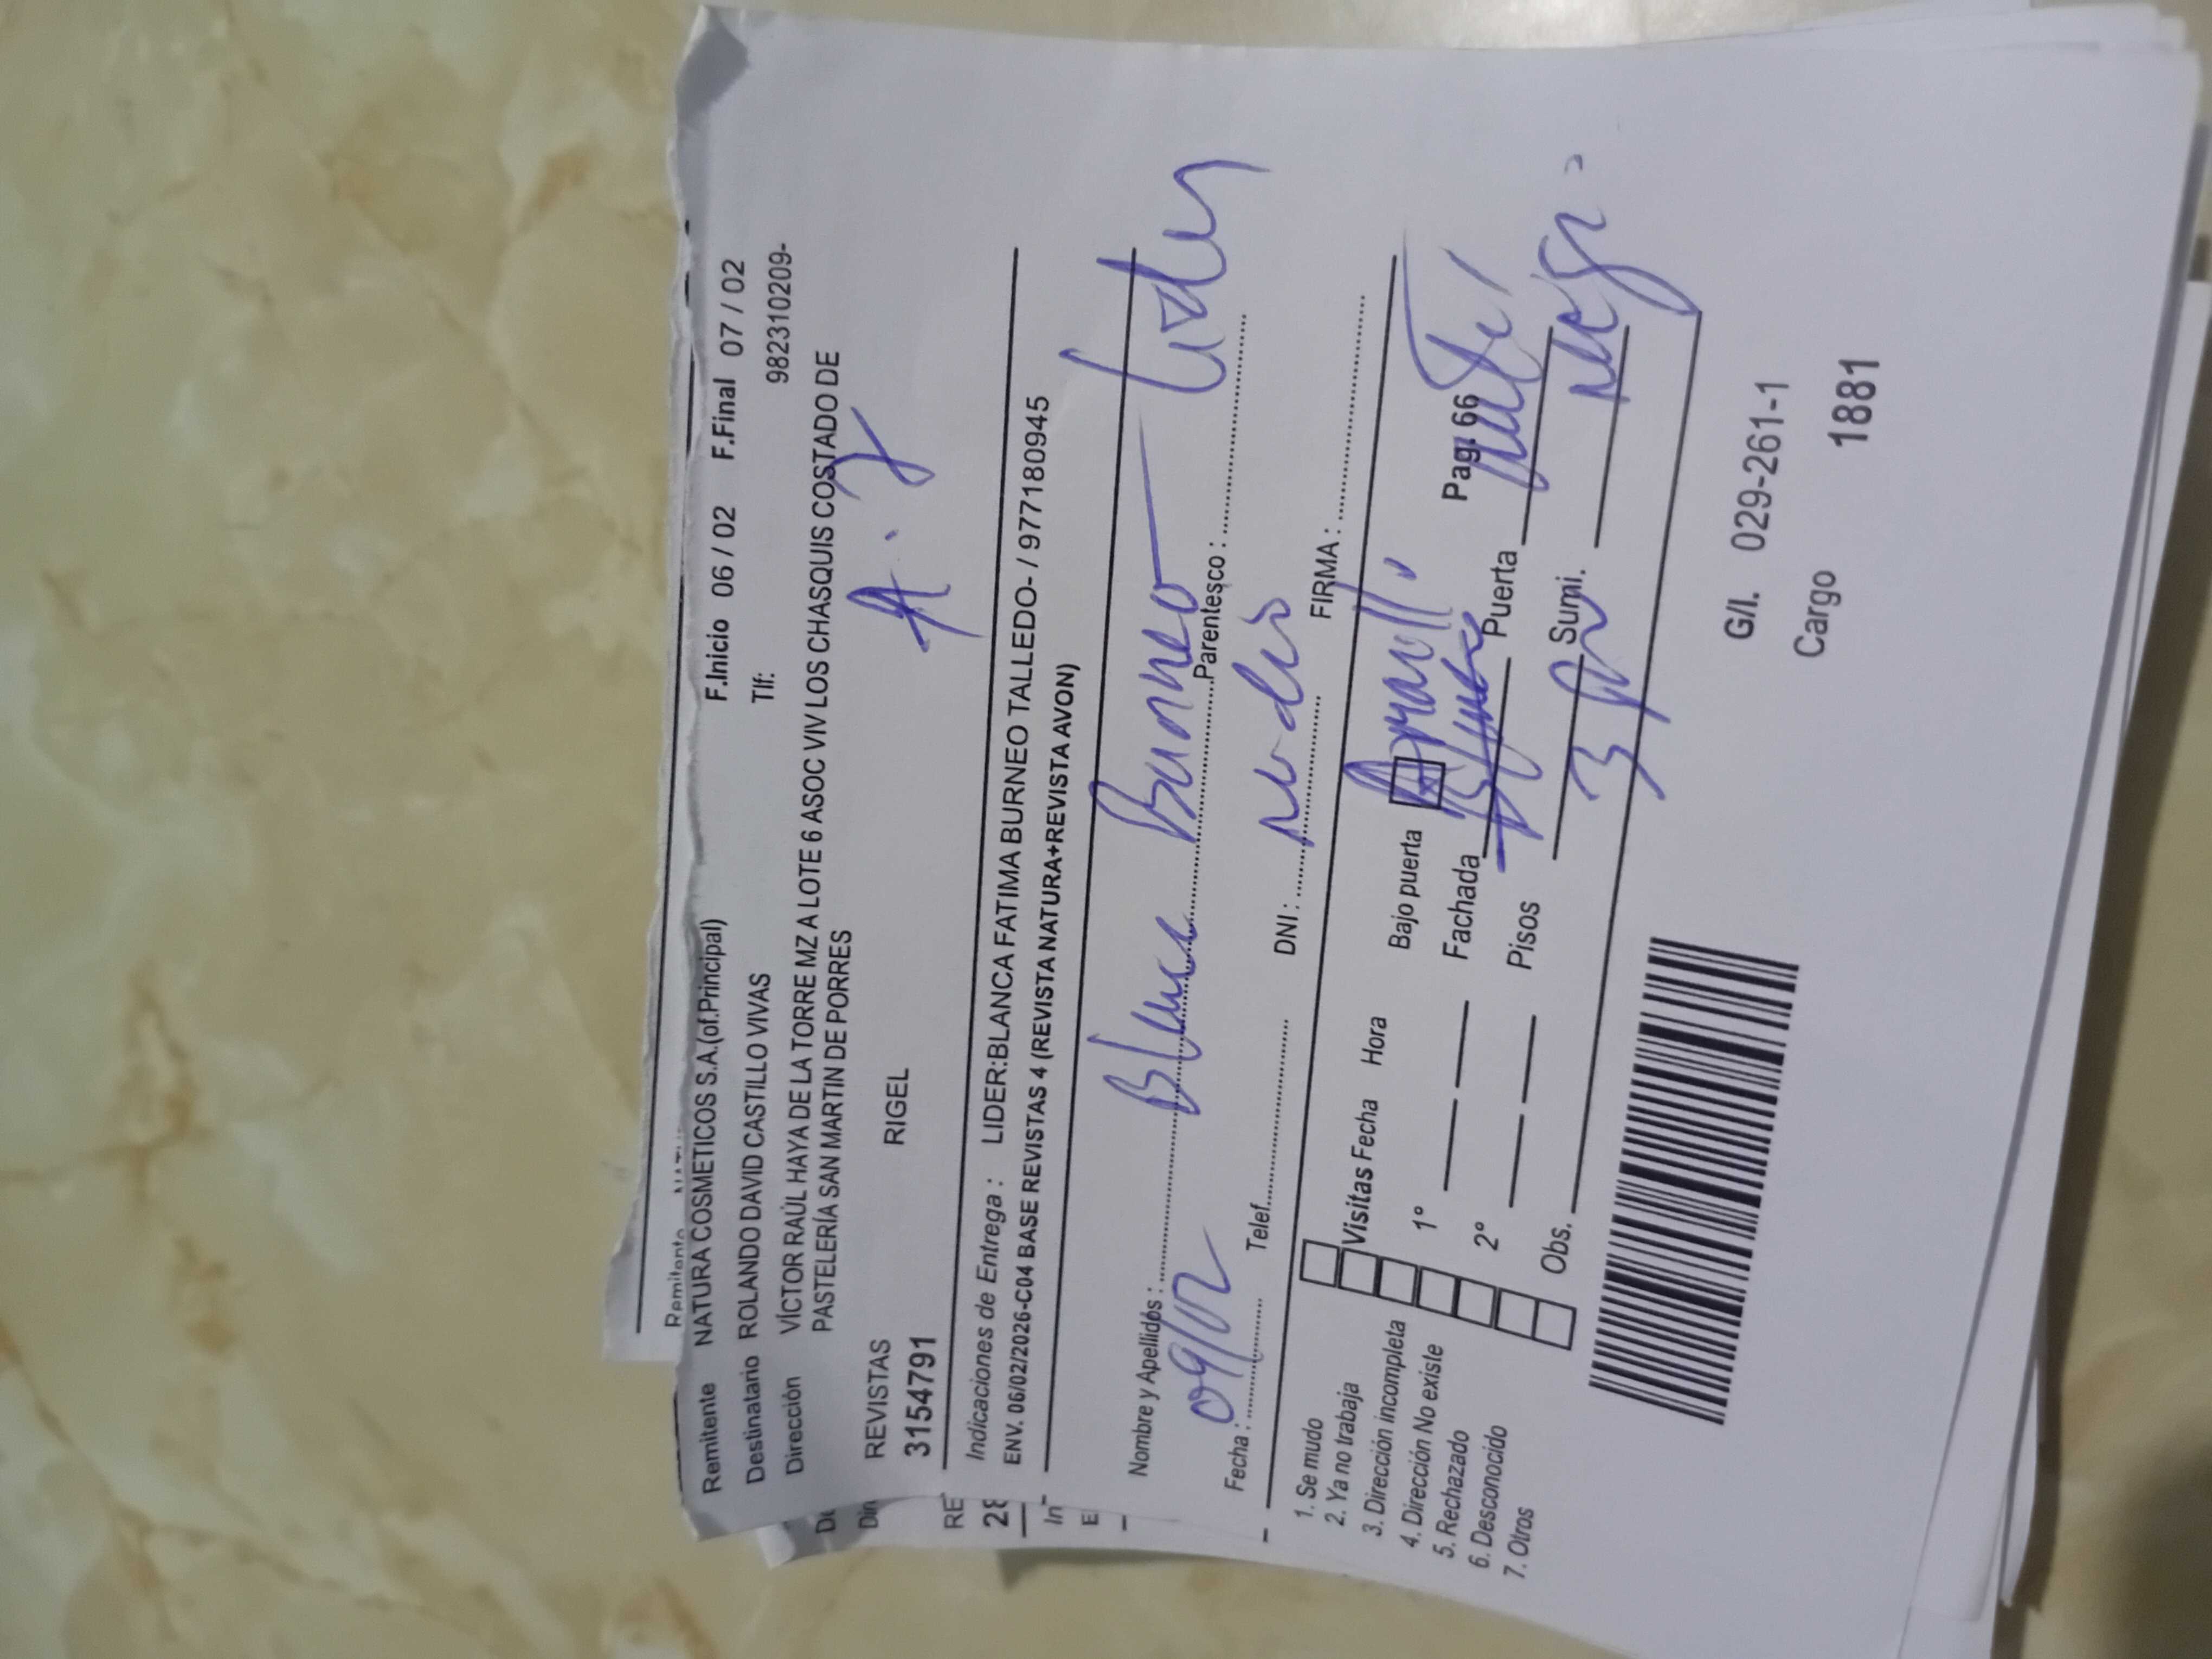 Remitente
Remitente NATURA COSMETICOS S.A.(of.Principal) F.Inicio 06 / 02 F.Final 07 / 02
Destinatario ROLANDO DAVID CASTILLO VIVAS Tlf: 982310209-
Dirección VÍCTOR RAÚL HAYA DE LA TORRE MZ A LOTE 6 ASOC VIV LOS CHASQUIS COSTADO DE
PASTELERÍA SAN MARTIN DE PORRES
REVISTAS RIGEL
3154791
Indicaciones de Entrega : LIDER:BLANCA FATIMA BURNEO TALLEDO- / 977180945
ENV. 06/02/2026-C04 BASE REVISTAS 4 (REVISTA NATURA+REVISTA AVON)
Nombre y Apellidos : Blanca Burneo Parentesco : Lider
Fecha : 09/02 Telef. DNI : FIRMA :
1. Se mudo
2. Ya no trabaja
3. Dirección incompleta
4. Dirección No existe
5. Rechazado
6. Desconocido
7. Otros
Visitas Fecha Hora
1º
2º
Obs.
Bajo puerta Pag. 66
Fachada Puerta
Pisos 3 Sumi.
G/I. 029-261-1
Cargo 1881